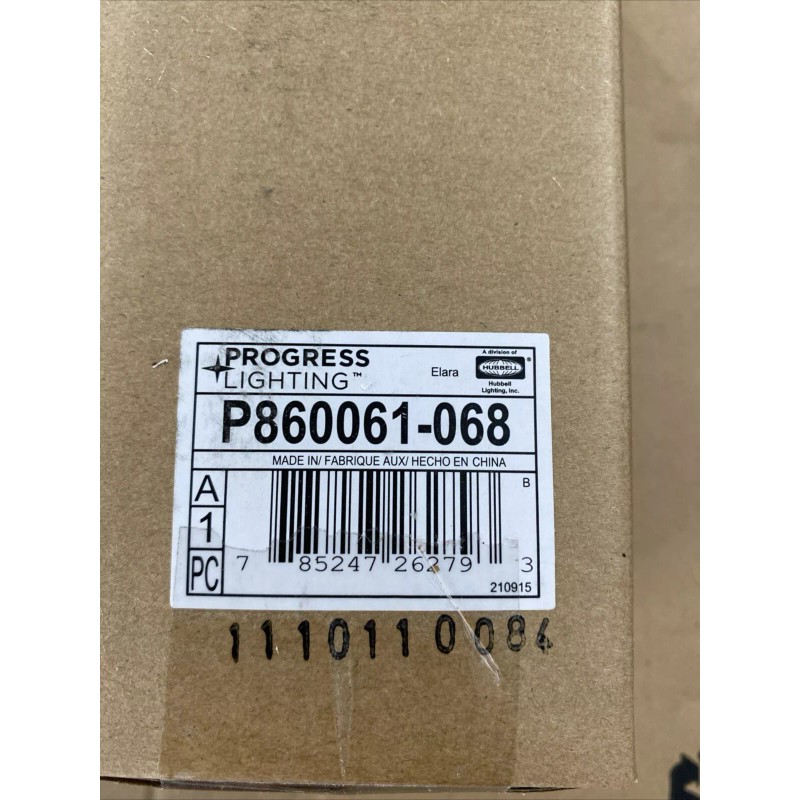 PROGRESS
LIGHTING™
Elara
A division of
HUBBELL®
Hubbell
Lighting, Inc.
P860061-068
MADE IN/ FABRIQUE AUX/ HECHO EN CHINA
A
1
PC
B
7 85247 26279 3
210915
1110110084